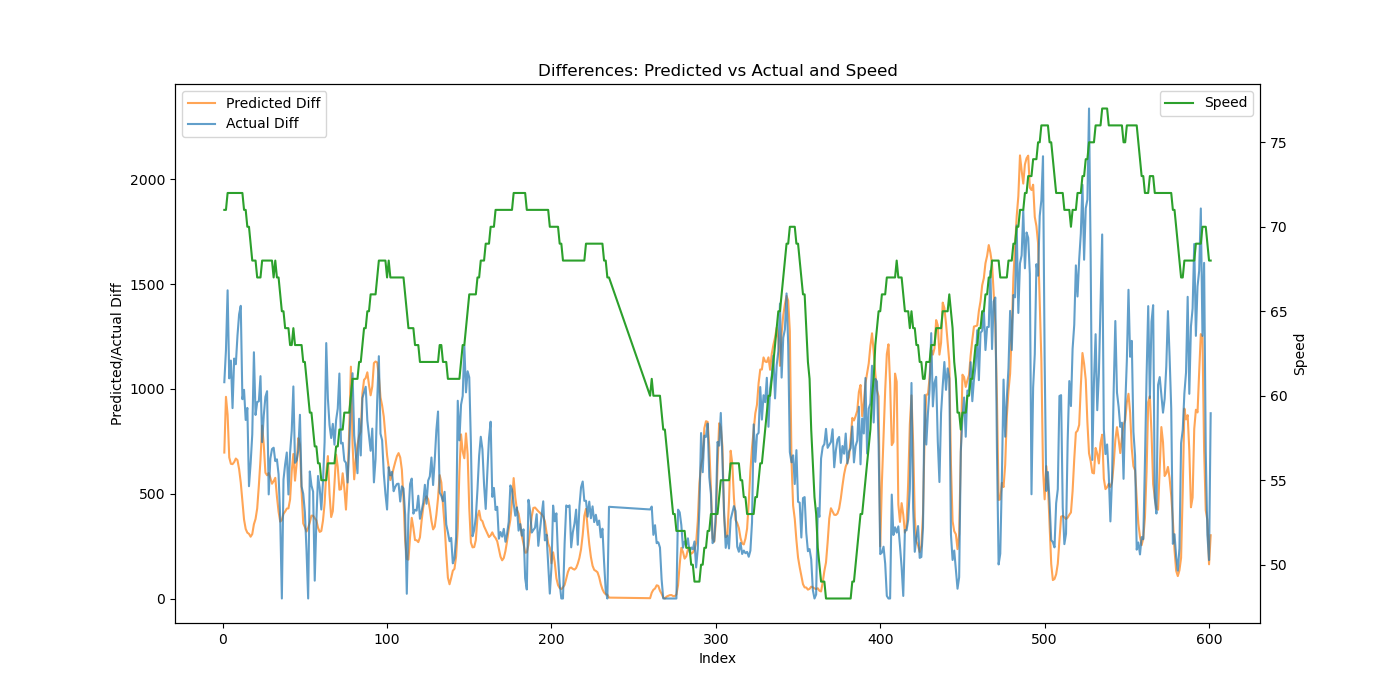 Differences: Predicted vs Actual and Speed
Predicted Diff
Actual Diff
Speed
Predicted/Actual Diff
2000
1500
1000
500
0
75
70
65
60
55
50
Speed
0 100 200 300 400 500 600
Index